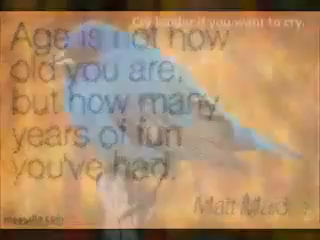 Cry harder if you want to cry.
Age is not how
old you are,
but how many
years of fun
you've had.
Matt